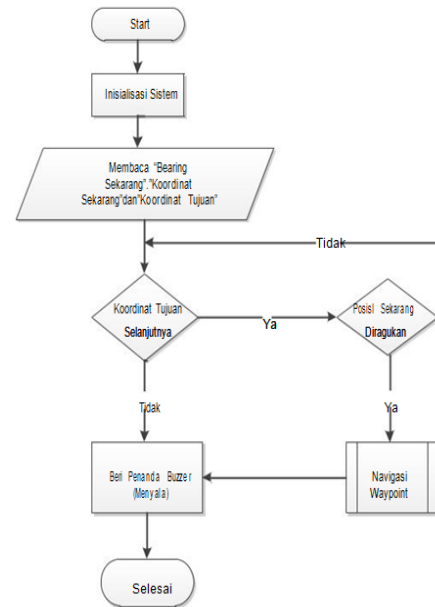 Start
Inisialisasi Sistem
Membaca "Bearing
Sekarang"."Koordinat
Sekarang"dan"Koordinat Tujuan"
Tidak
Koordinat Tujuan
Selanjutnya
Ya
Posisi Sekarang
Diragukan
Tidak
Ya
Beri Penanda Buzzer
(Menyala)
Navigasi
Waypoint
Selesai